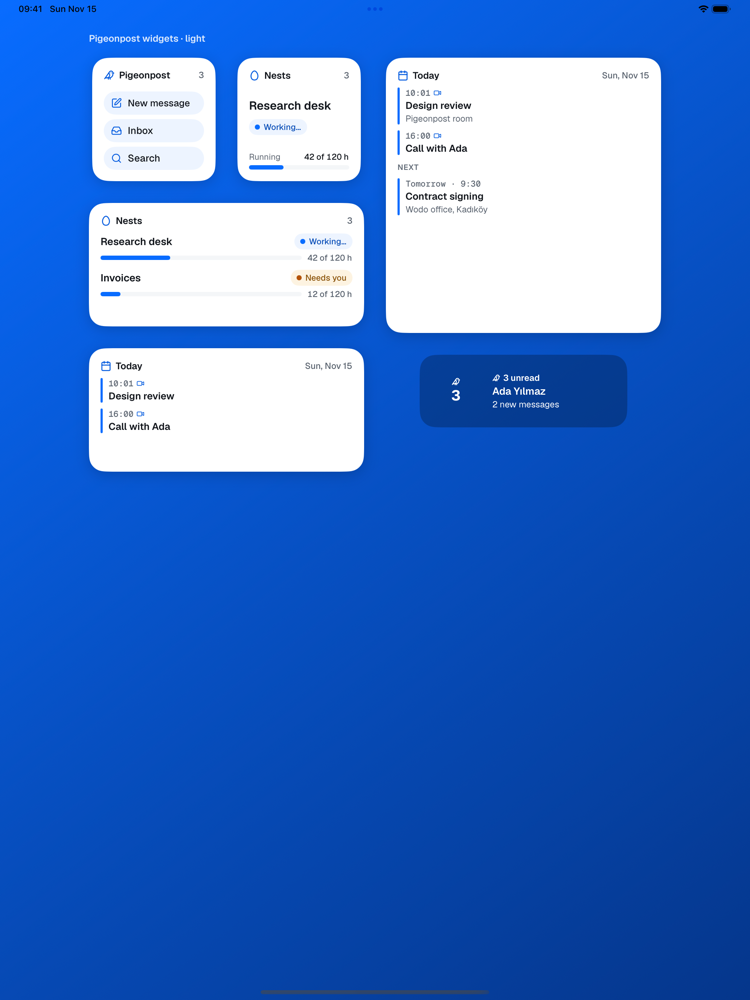 09:41 Sun Nov 15
Pigeonpost widgets · light
Pigeonpost 3
New message
Inbox
Search
Nests 3
Research desk
Working...
Running 42 of 120 h
Today Sun, Nov 15
10:01
Design review
Pigeonpost room
16:00
Call with Ada
NEXT
Tomorrow · 9:30
Contract signing
Wodo office, Kadıköy
Nests 3
Research desk Working...
42 of 120 h
Invoices Needs you
12 of 120 h
Today Sun, Nov 15
10:01
Design review
16:00
Call with Ada
3
3 unread
Ada Yılmaz
2 new messages